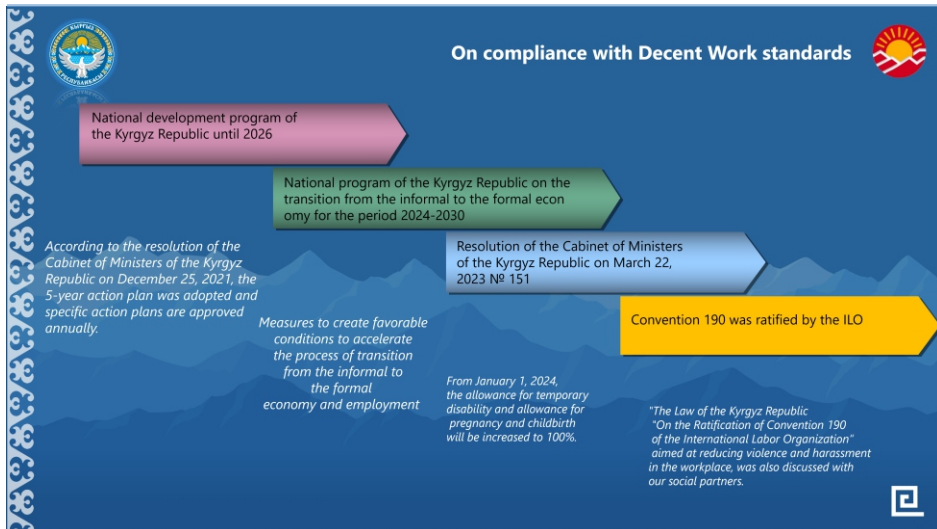 КЫРГЫЗ
РЕСПУБЛИКАСЫ
On compliance with Decent Work standards
National development program of
the Kyrgyz Republic until 2026
National program of the Kyrgyz Republic on the
transition from the informal to the formal econ
omy for the period 2024-2030
Resolution of the Cabinet of Ministers
of the Kyrgyz Republic on March 22,
2023 № 151
Convention 190 was ratified by the ILO
According to the resolution of the
Cabinet of Ministers of the Kyrgyz
Republic on December 25, 2021, the
5-year action plan was adopted and
specific action plans are approved
annually.
Measures to create favorable
conditions to accelerate
the process of transition
from the informal to
the formal
economy and employment
From January 1, 2024,
the allowance for temporary
disability and allowance for
pregnancy and childbirth
will be increased to 100%.
"The Law of the Kyrgyz Republic
"On the Ratification of Convention 190
of the International Labor Organization"
aimed at reducing violence and harassment
in the workplace, was also discussed with
our social partners.